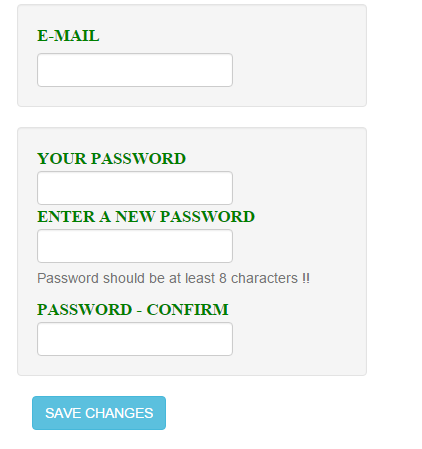 E-MAIL
YOUR PASSWORD
ENTER A NEW PASSWORD
Password should be at least 8 characters !!
PASSWORD - CONFIRM
SAVE CHANGES